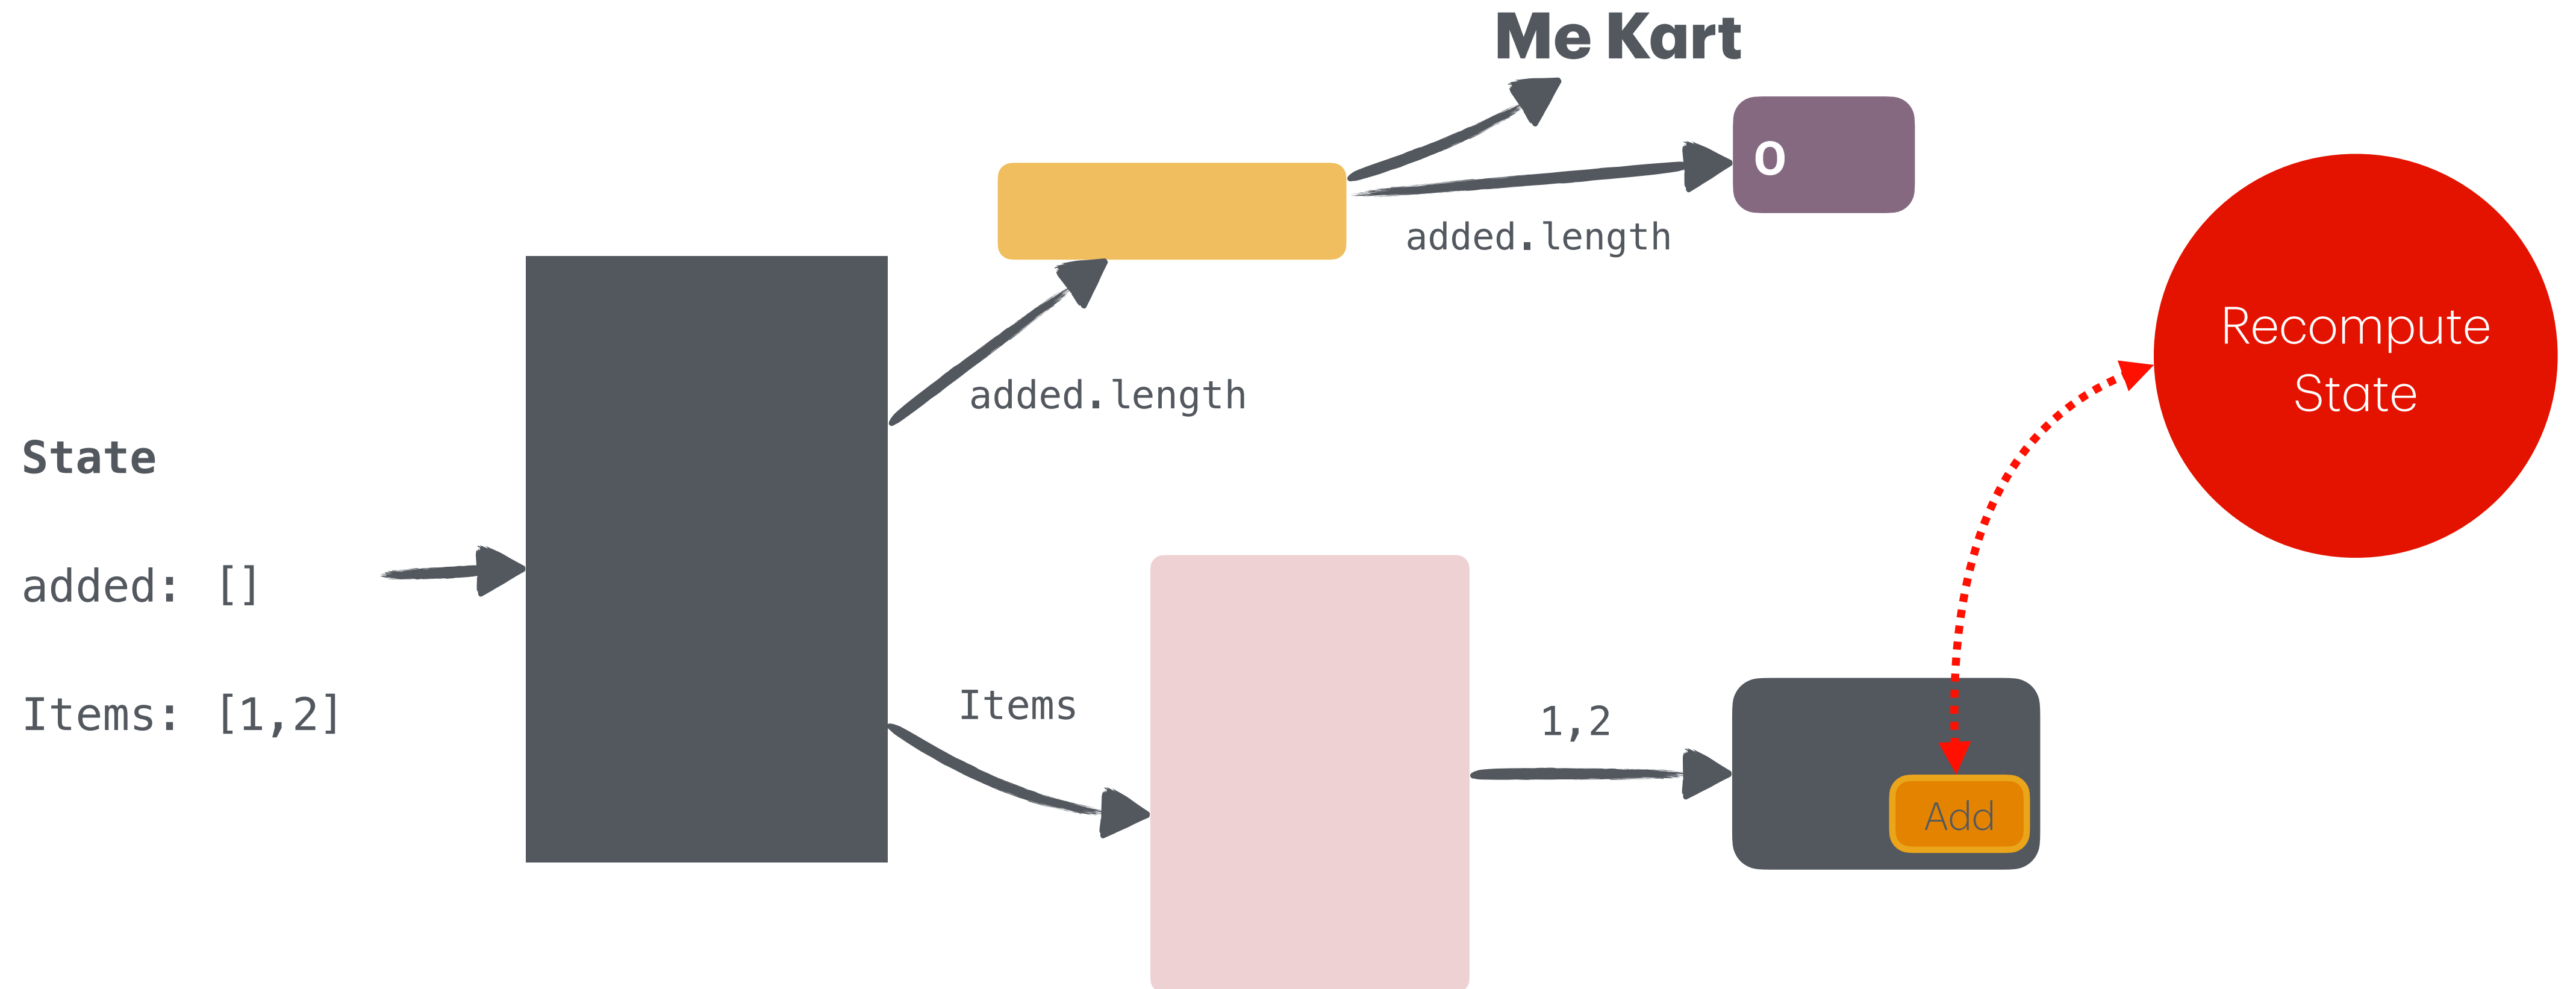 Me Kart
0
added.length
Recompute
State
added.length
State
added: []
Items: [1,2]
Items
1,2
Add